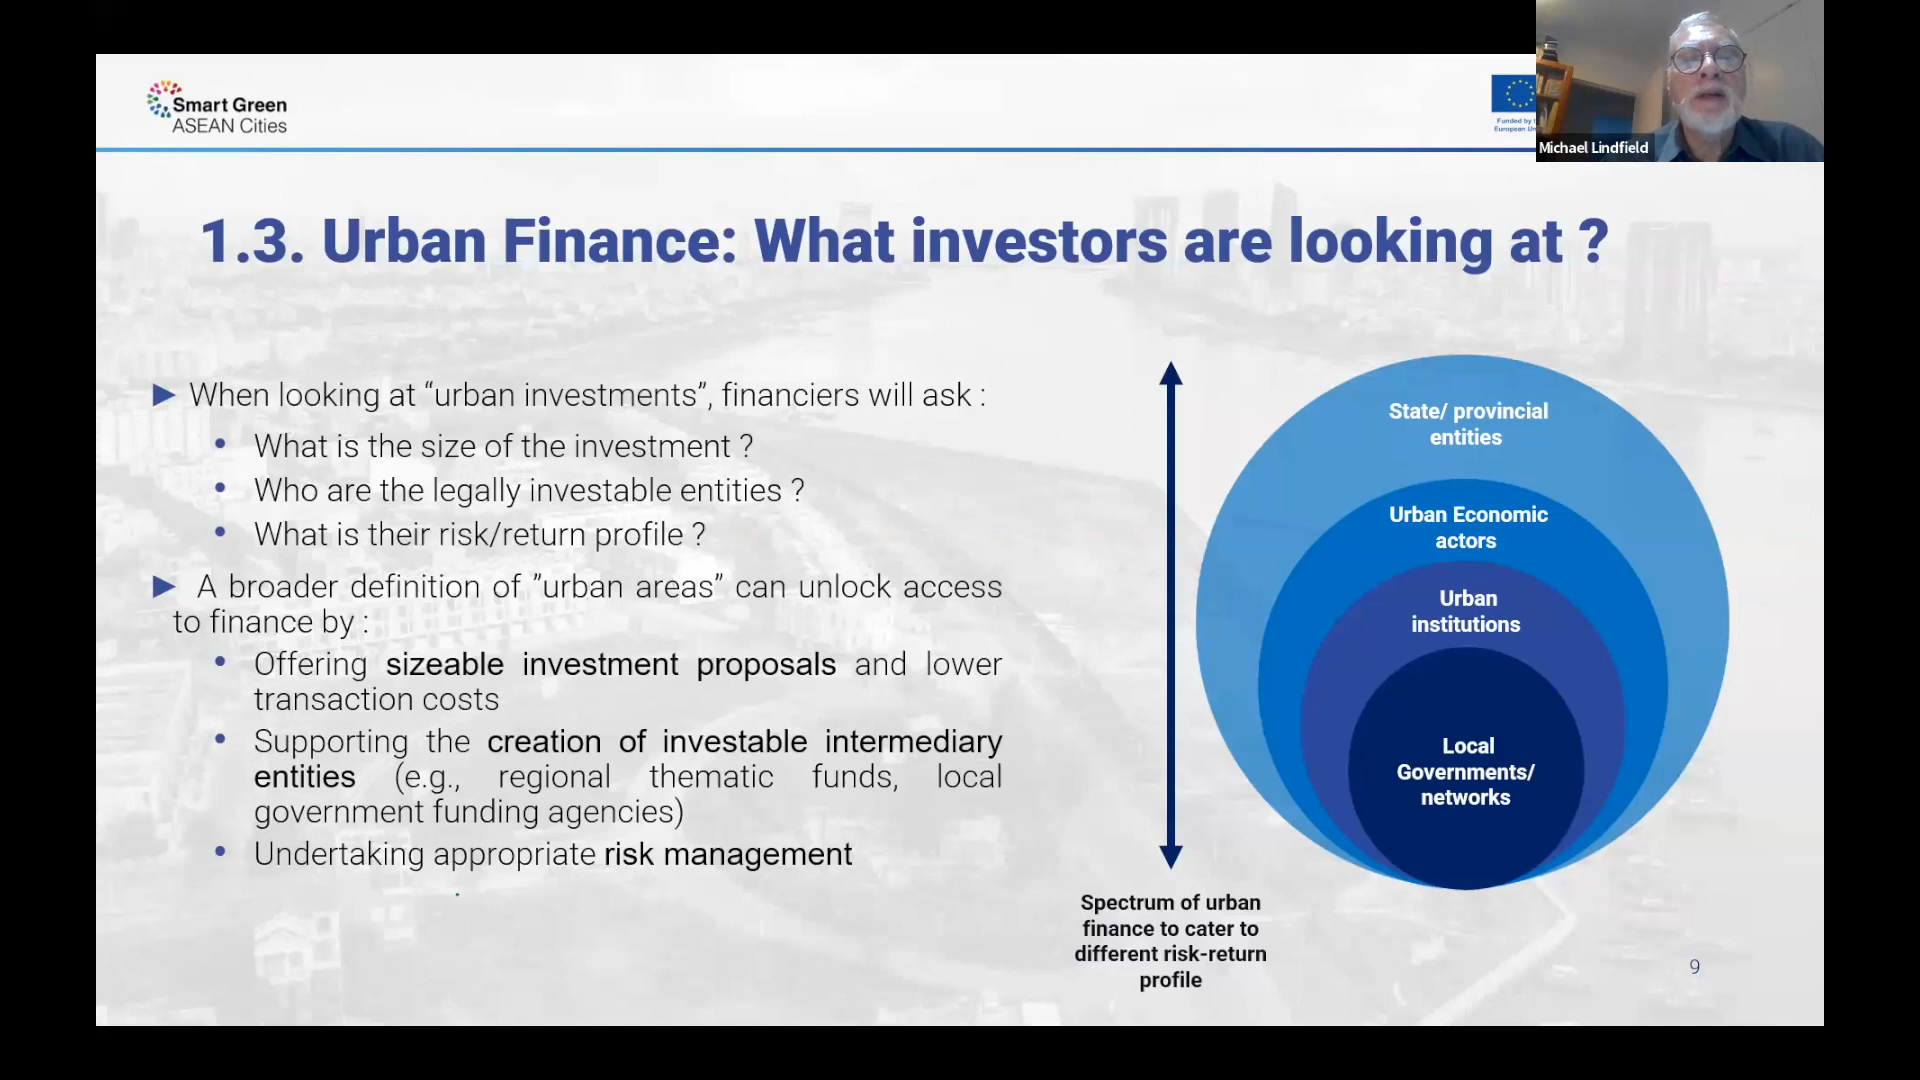 Smart Green
ASEAN Cities
Funded by
European Un
Michael Lindfield
1.3. Urban Finance: What investors are looking at ?
► When looking at “urban investments”, financiers will ask :
• What is the size of the investment ?
• Who are the legally investable entities ?
• What is their risk/return profile ?
► A broader definition of ”urban areas” can unlock access
to finance by :
• Offering sizeable investment proposals and lower
transaction costs
• Supporting the creation of investable intermediary
entities (e.g., regional thematic funds, local
government funding agencies)
• Undertaking appropriate risk management
State/ provincial
entities
Urban Economic
actors
Urban
institutions
Local
Governments/
networks
Spectrum of urban
finance to cater to
different risk-return
profile
9